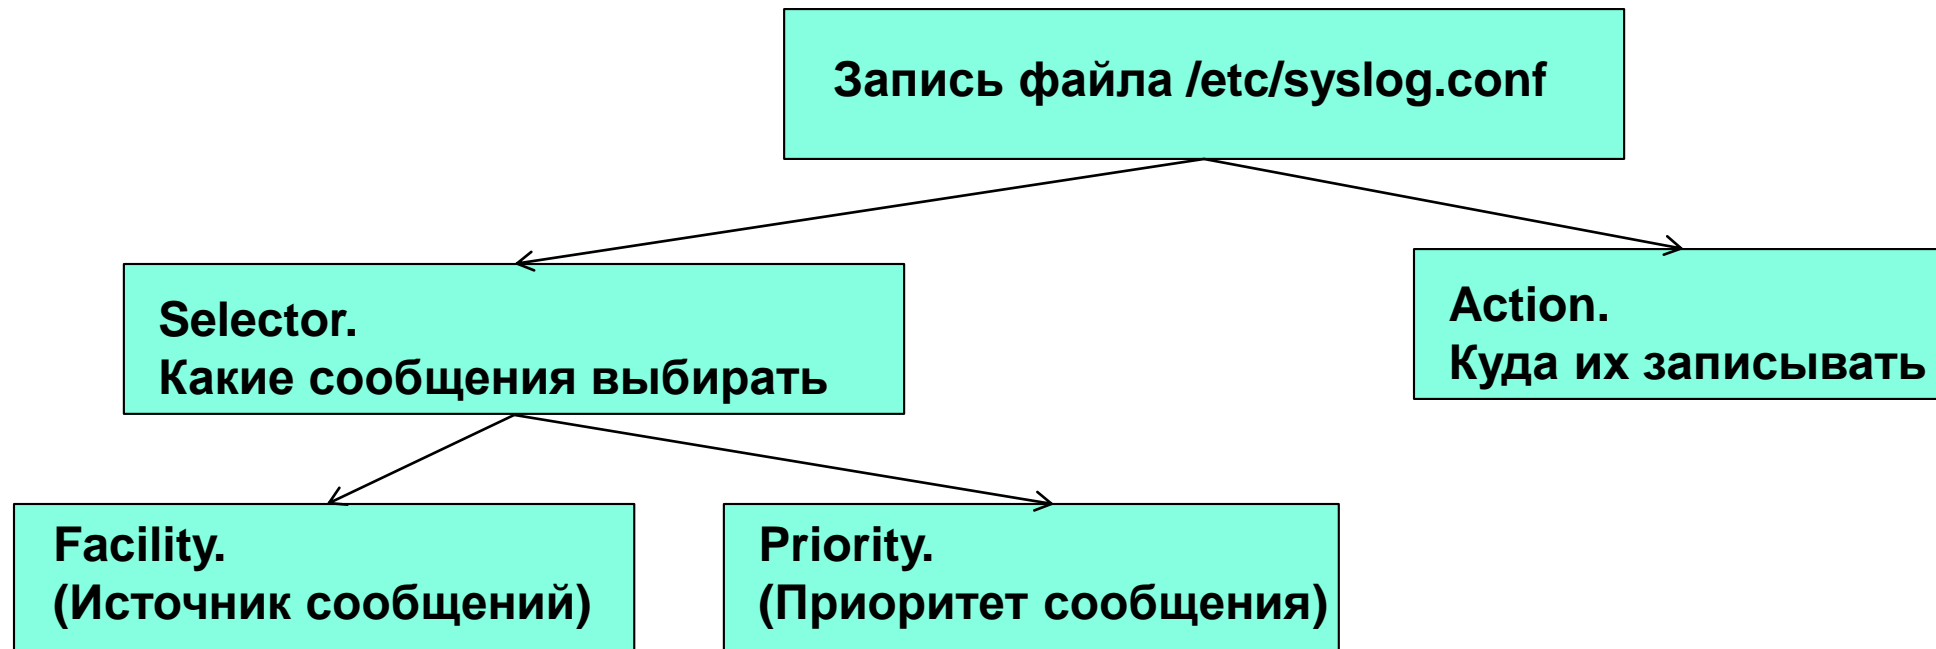 Запись файла /etc/syslog.conf
Selector.
Какие сообщения выбирать
Action.
Куда их записывать
Facility.
(Источник сообщений)
Priority.
(Приоритет сообщения)